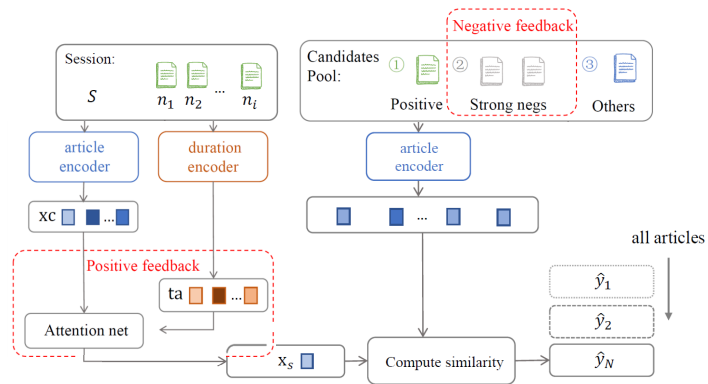 Negative feedback
Session:
S
n₁ n₂ ... nᵢ
Candidates
Pool:
① ② ③
Positive Strong negs Others
article
encoder
duration
encoder
article
encoder
xc ...
...
all articles
Positive feedback
ta ...
ŷ₁
ŷ₂
Attention net
xₛ
Compute similarity
ŷ_N